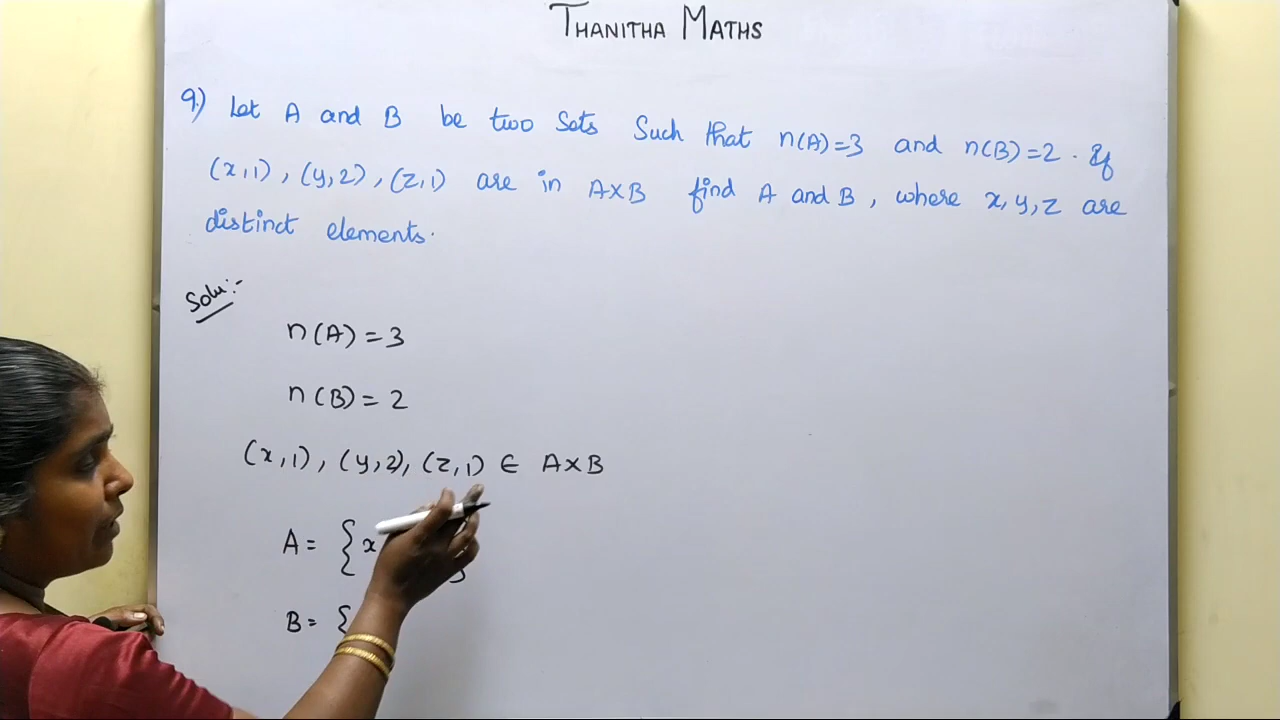 THANITHA MATHS
9.) Let A and B be two Sets Such that n(A)=3 and n(B)=2. If
(x,1), (y,2), (z,1) are in A×B find A and B, where x,y,z are
distinct elements.
Solu:-
n(A) = 3
n(B) = 2
(x,1), (y,2), (z,1) ∈ A×B
A = { x }
B = {